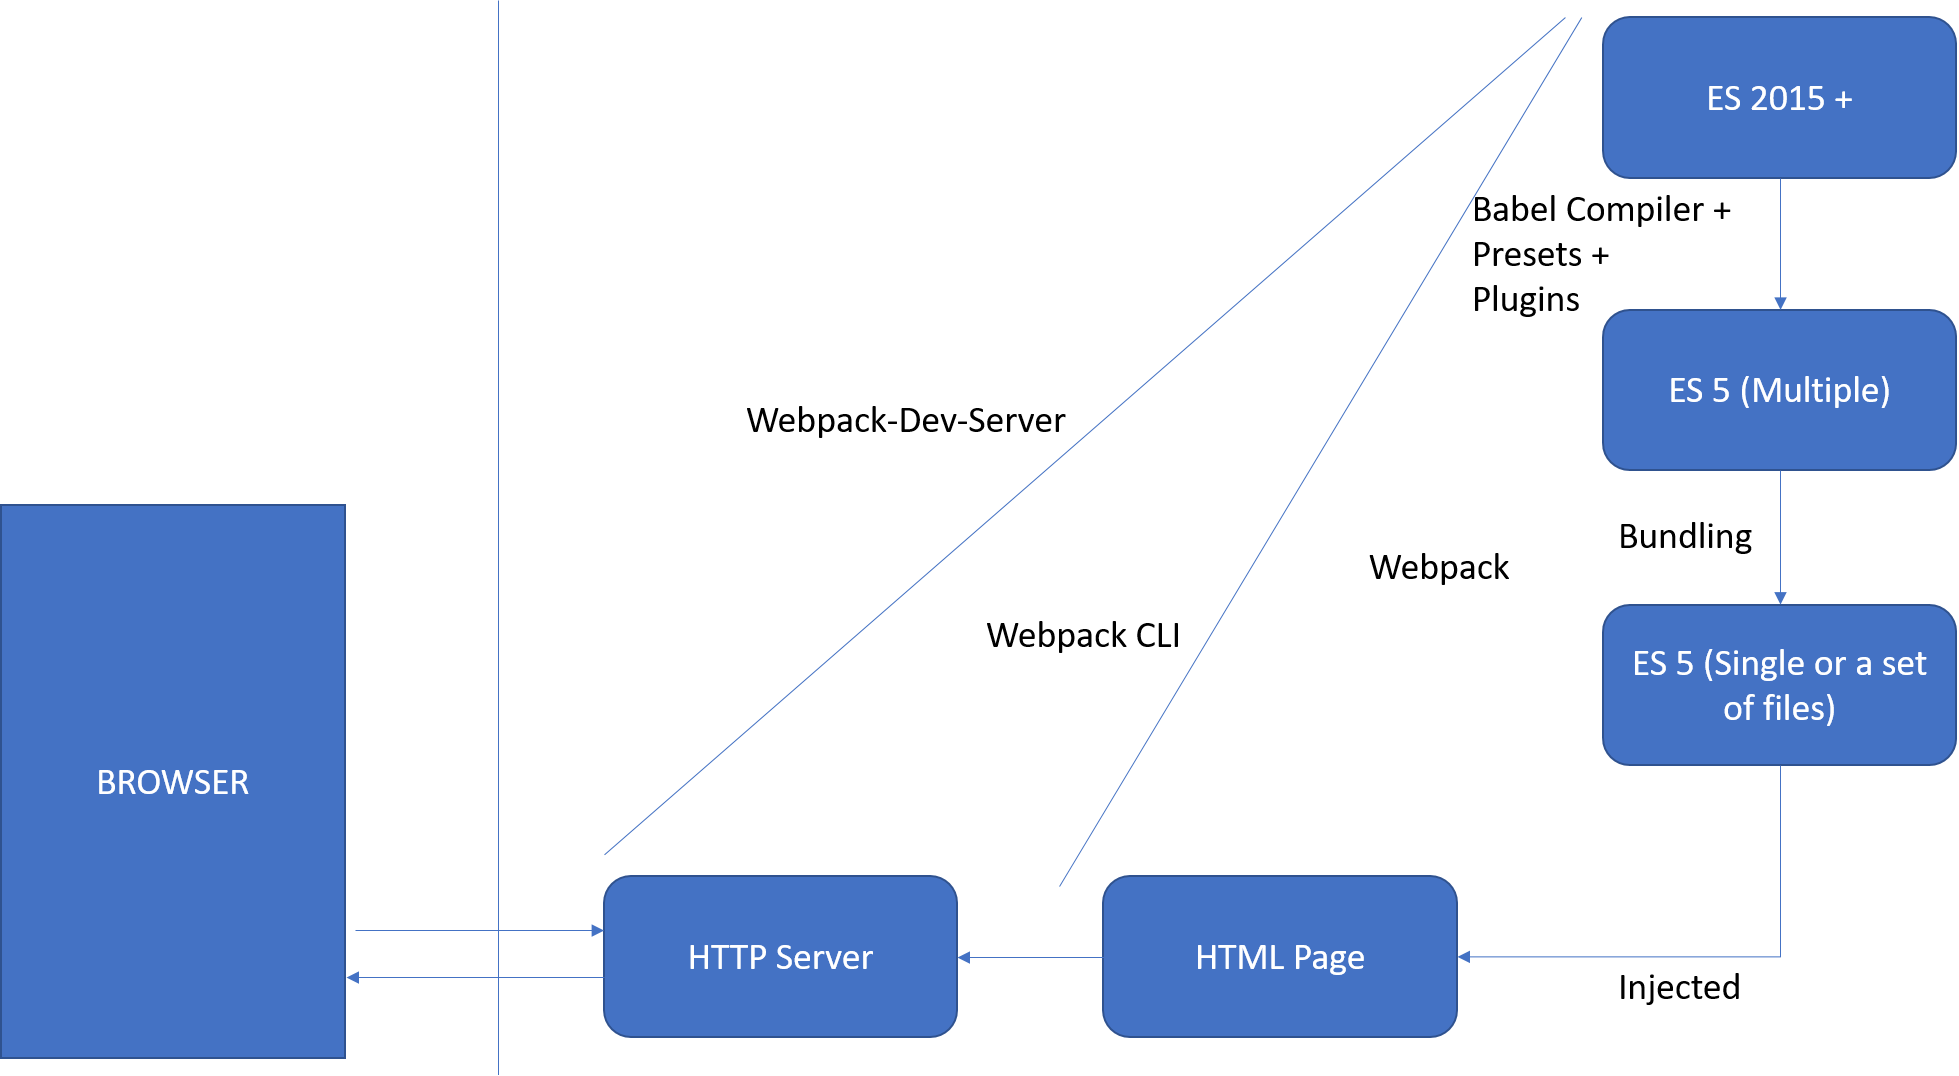 ES 2015 +
Babel Compiler +
Presets +
Plugins
ES 5 (Multiple)
Webpack-Dev-Server
Bundling
Webpack
Webpack CLI
ES 5 (Single or a set
of files)
BROWSER
HTTP Server
HTML Page
Injected